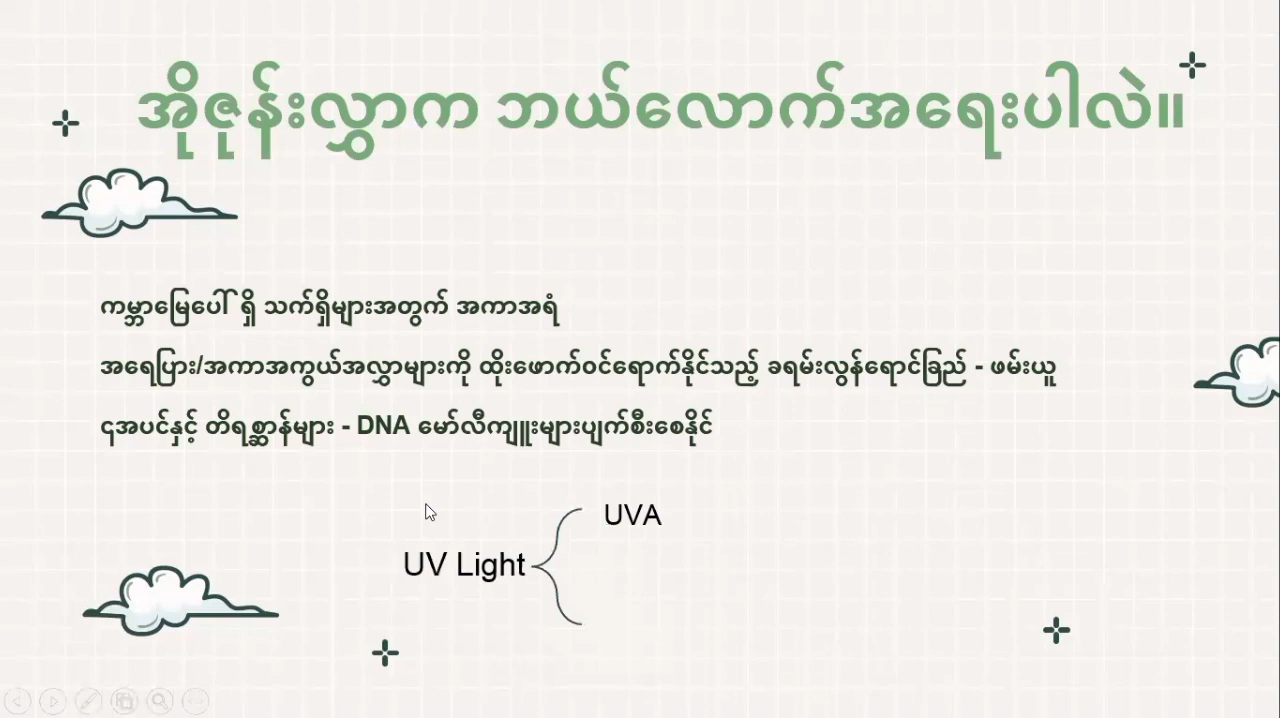 အိုဇုန်းလွှာက ဘယ်လောက်အရေးပါလဲ။
ကမ္ဘာမြေပေါ် ရှိ သက်ရှိများအတွက် အကာအရံ
အရေပြား/အကာအကွယ်အလွှာများကို ထိုးဖောက်ဝင်ရောက်နိုင်သည့် ခရမ်းလွန်ရောင်ခြည် - ဖမ်းယူ
၎အပင်နှင့် တိရစ္ဆာန်များ - DNA မော်လီကျူးများပျက်စီးစေနိုင်
UVA
UV Light